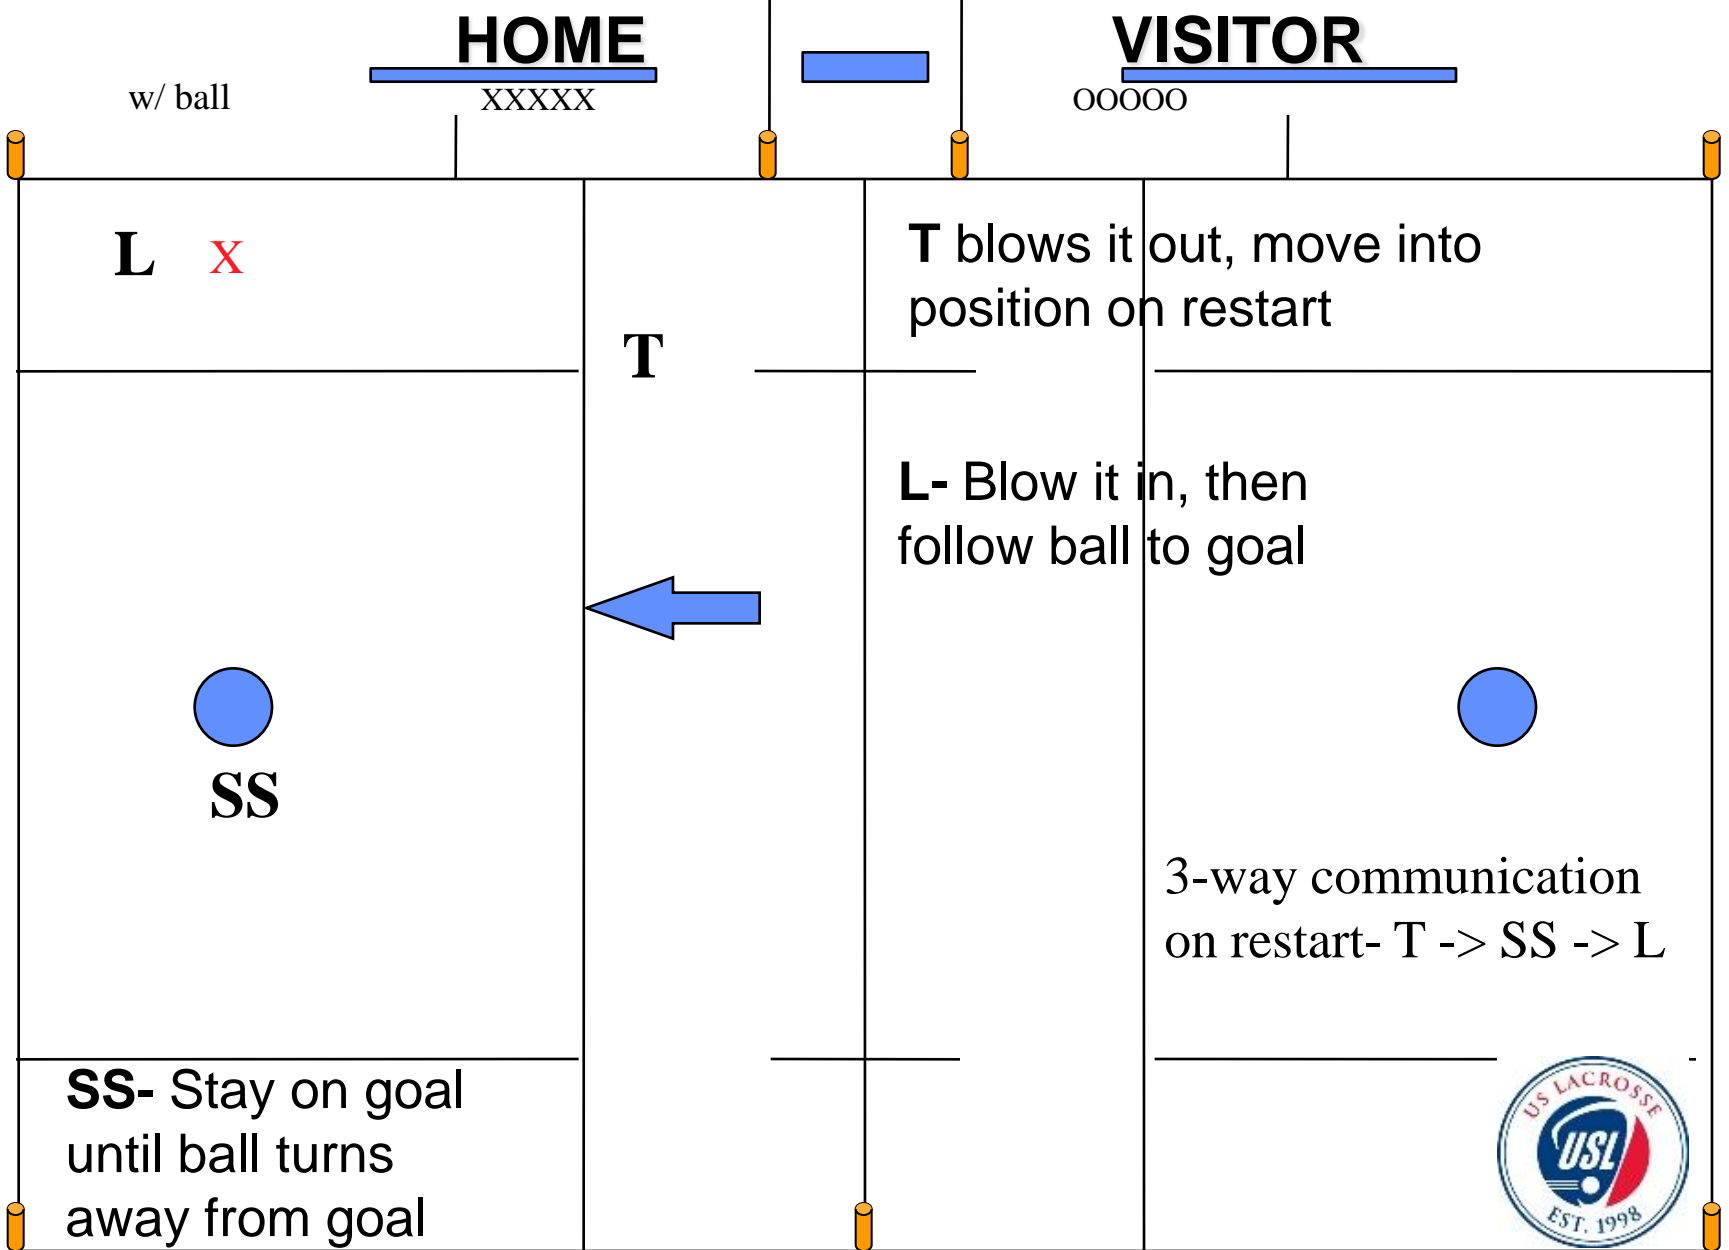 HOME
VISITOR
w/ ball
XXXXX
OOOOO
L
X
T
T blows it out, move into
position on restart
L- Blow it in, then
follow ball to goal
SS
3-way communication
on restart- T -> SS -> L
SS- Stay on goal
until ball turns
away from goal
US LACROSSE
USL
EST. 1998